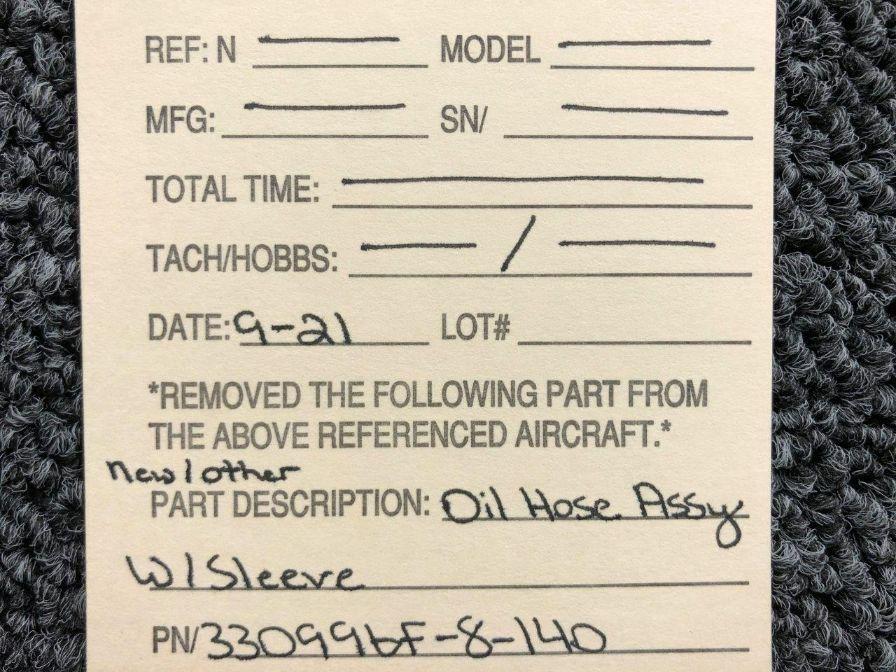 REF: N MODEL
MFG: SN/
TOTAL TIME:
TACH/HOBBS: /
DATE: 9-21 LOT#
*REMOVED THE FOLLOWING PART FROM
THE ABOVE REFERENCED AIRCRAFT.*
new/other
PART DESCRIPTION: Oil Hose Assy
W/Sleeve
PN/ 33099bF-8-140